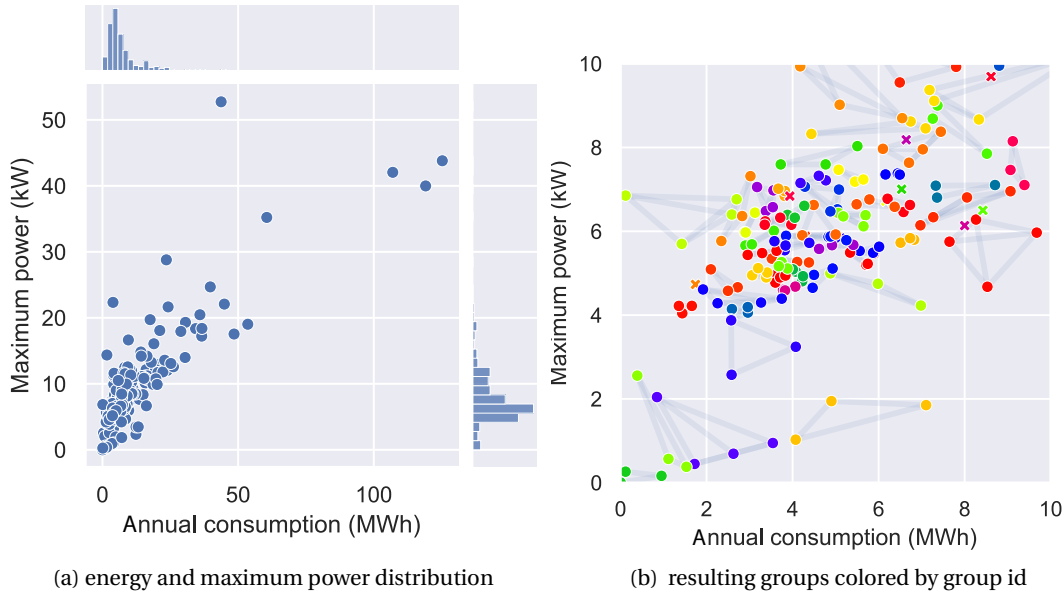 50
40
30
20
10
0
Maximum power (kW)
0 50 100
Annual consumption (MWh)
(a) energy and maximum power distribution
10
8
6
4
2
0
Maximum power (kW)
0 2 4 6 8 10
Annual consumption (MWh)
(b) resulting groups colored by group id